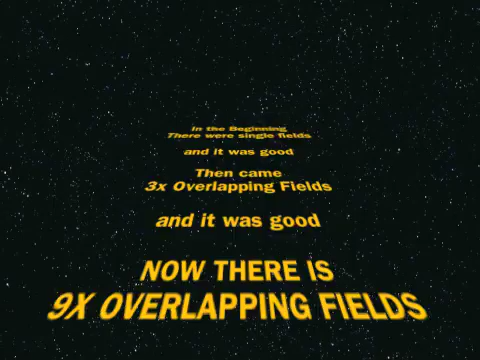 In the Beginning
There were single fields
and it was good
Then came
3x Overlapping Fields
and it was good
NOW THERE IS
9X OVERLAPPING FIELDS